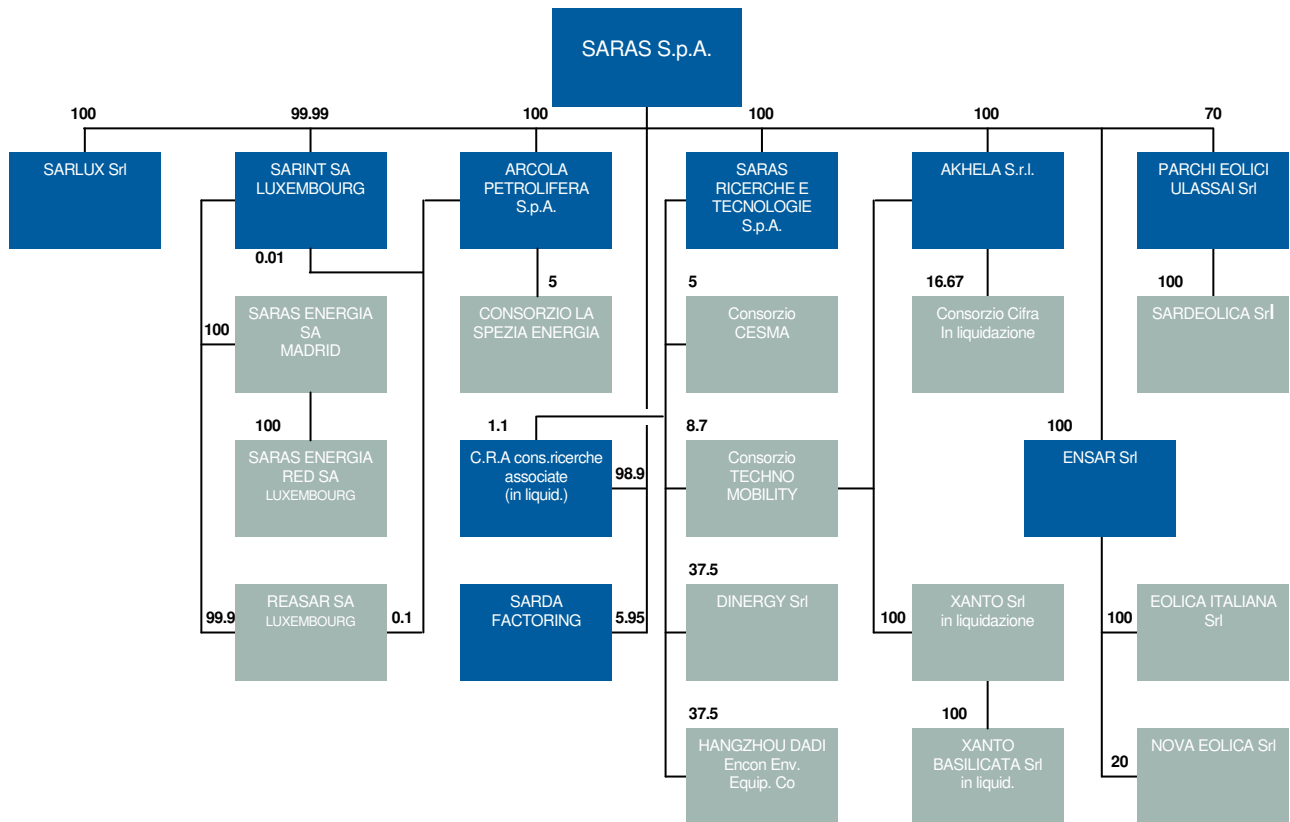 SARAS S.p.A.
100
99.99
100
100
100
70
SARLUX Srl
SARINT SA
LUXEMBOURG
ARCOLA
PETROLIFERA
S.p.A.
SARAS
RICERCHE E
TECNOLOGIE
S.p.A.
AKHELA S.r.l.
PARCHI EOLICI
ULASSAI Srl
0.01
5
5
16.67
100
100
SARAS ENERGIA
SA
MADRID
CONSORZIO LA
SPEZIA ENERGIA
Consorzio
CESMA
Consorzio Cifra
In liquidazione
SARDEOLICA Srl
100
1.1
8.7
100
SARAS ENERGIA
RED SA
LUXEMBOURG
C.R.A cons.ricerche
associate
(in liquid.)
98.9
Consorzio
TECHNO
MOBILITY
ENSAR Srl
37.5
99.9
REASAR SA
LUXEMBOURG
0.1
SARDA
FACTORING
5.95
DINERGY Srl
100
XANTO Srl
in liquidazione
100
EOLICA ITALIANA
Srl
37.5
100
HANGZHOU DADI
Encon Env.
Equip. Co
XANTO
BASILICATA Srl
in liquid.
20
NOVA EOLICA Srl